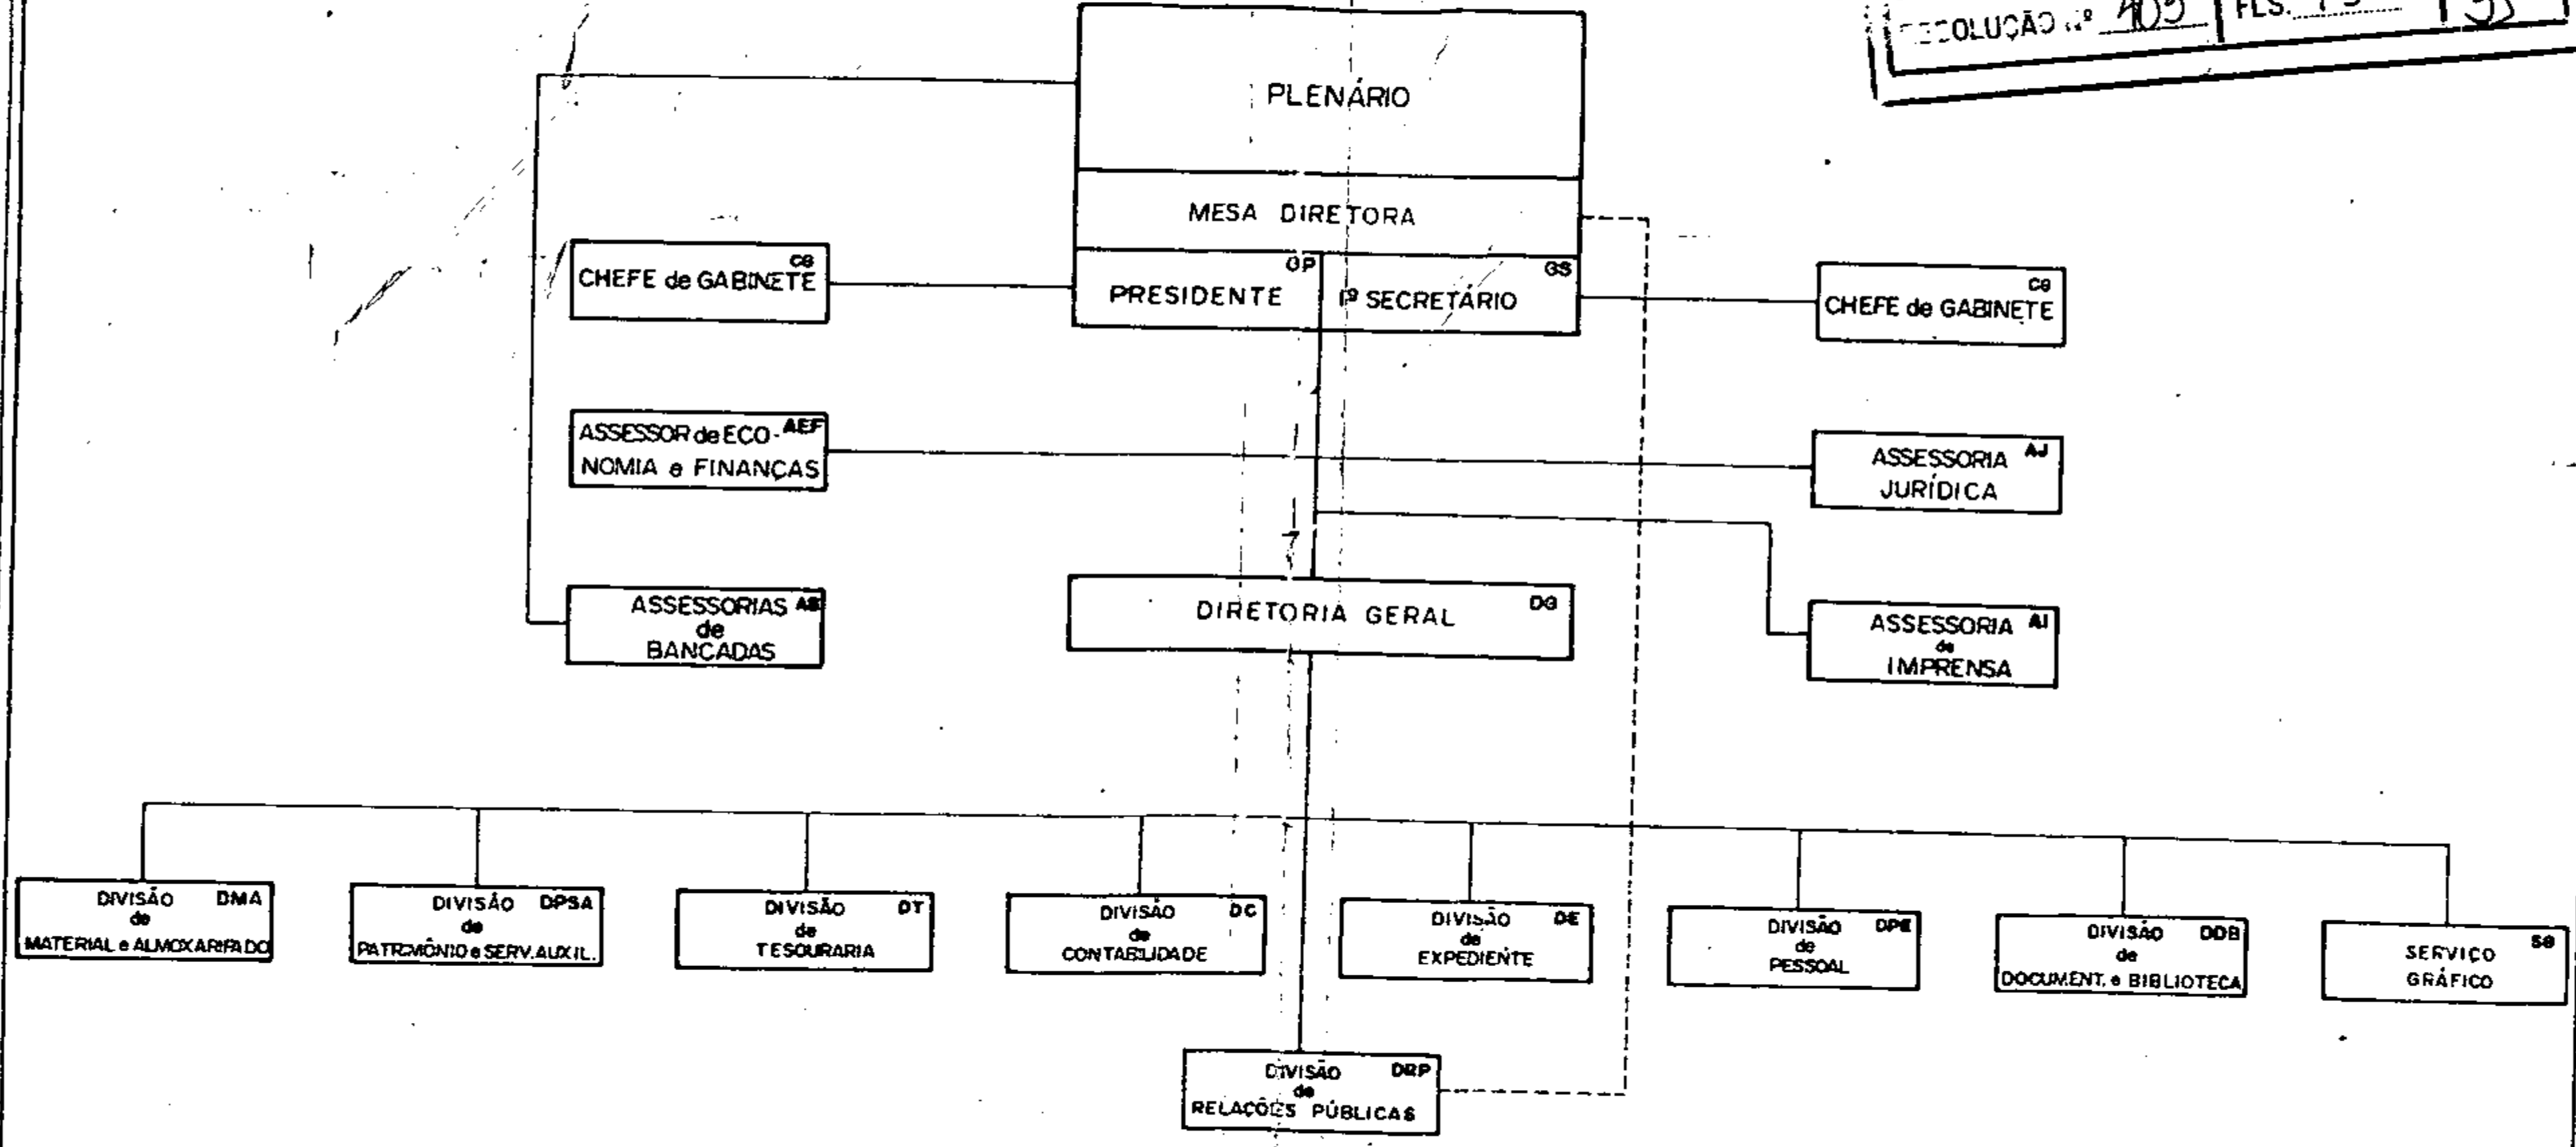 RESOLUÇÃO Nº 405 FLS.
PLENÁRIO
MESA DIRETORA
GP
PRESIDENTE
GS
1º SECRETÁRIO
CG
CHEFE de GABINETE
CG
CHEFE de GABINETE
ASSESSOR de ECO- AEF
NOMIA e FINANÇAS
ASSESSORIA AJ
JURÍDICA
ASSESSORIAS AB
de
BANCADAS
DIRETORIA GERAL DG
ASSESSORIA AI
de
IMPRENSA
DIVISÃO DMA
de
MATERIAL e ALMOXARIFADO
DIVISÃO DPSA
de
PATRIMÔNIO e SERV. AUXIL.
DIVISÃO DT
de
TESOURARIA
DIVISÃO DC
de
CONTABILIDADE
DIVISÃO DE
de
EXPEDIENTE
DIVISÃO DPE
de
PESSOAL
DIVISÃO DDB
de
DOCUMENT. e BIBLIOTECA
SG
SERVIÇO
GRÁFICO
DIVISÃO DRP
de
RELAÇÕES PÚBLICAS